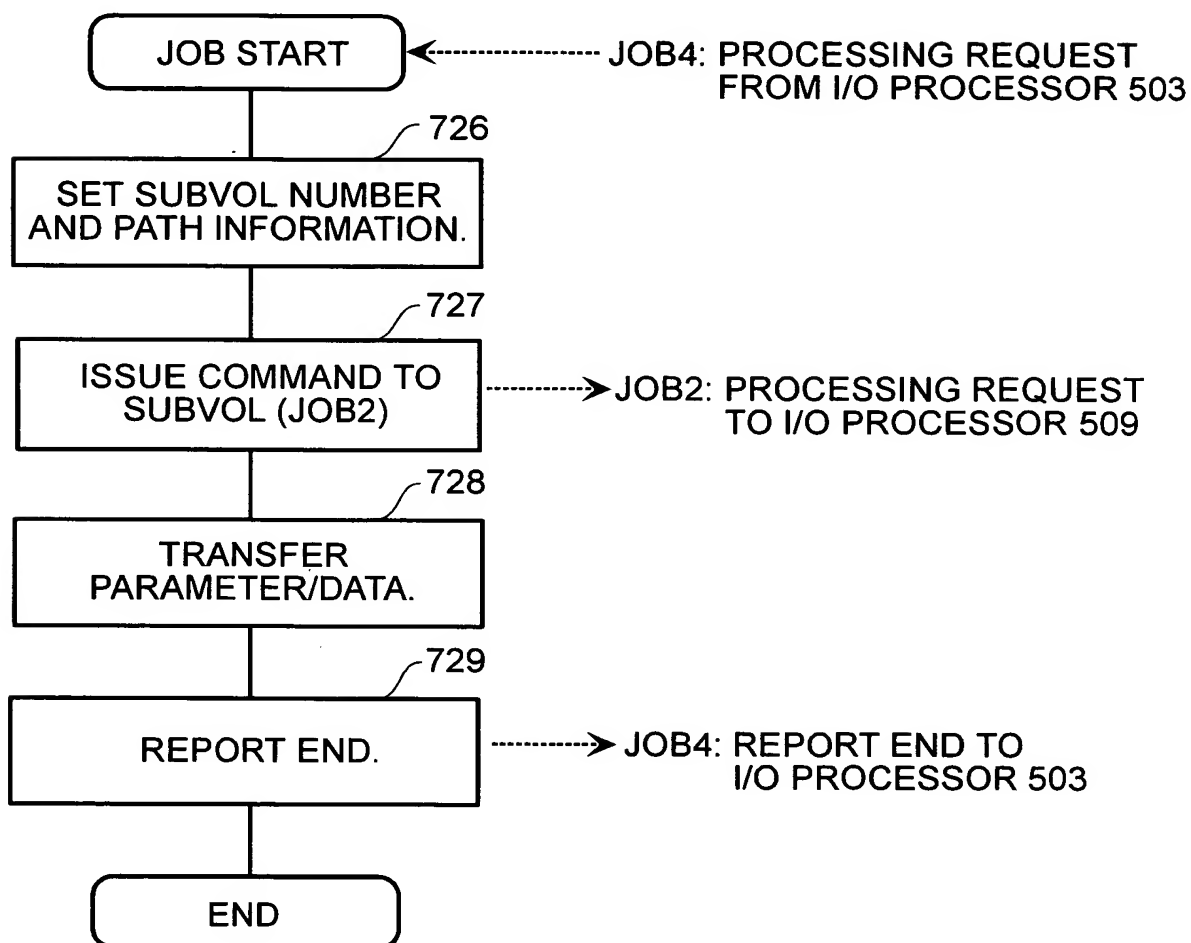 JOB START
JOB4: PROCESSING REQUEST
FROM I/O PROCESSOR 503
726
SET SUBVOL NUMBER
AND PATH INFORMATION.
727
ISSUE COMMAND TO
SUBVOL (JOB2)
JOB2: PROCESSING REQUEST
TO I/O PROCESSOR 509
728
TRANSFER
PARAMETER/DATA.
729
REPORT END.
JOB4: REPORT END TO
I/O PROCESSOR 503
END